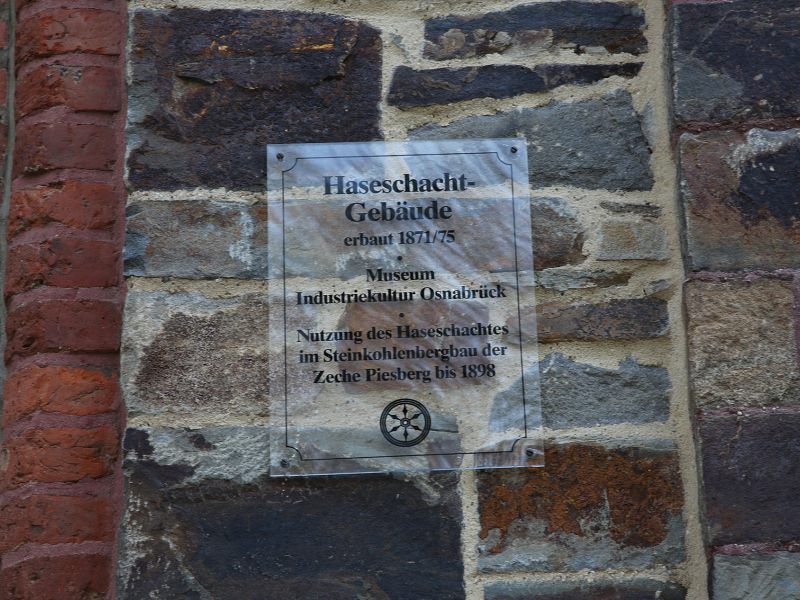 Haseschacht-
Gebäude
erbaut 1871/75
•
Museum
Industriekultur Osnabrück
•
Nutzung des Haseschachtes
im Steinkohlenbergbau der
Zeche Piesberg bis 1898